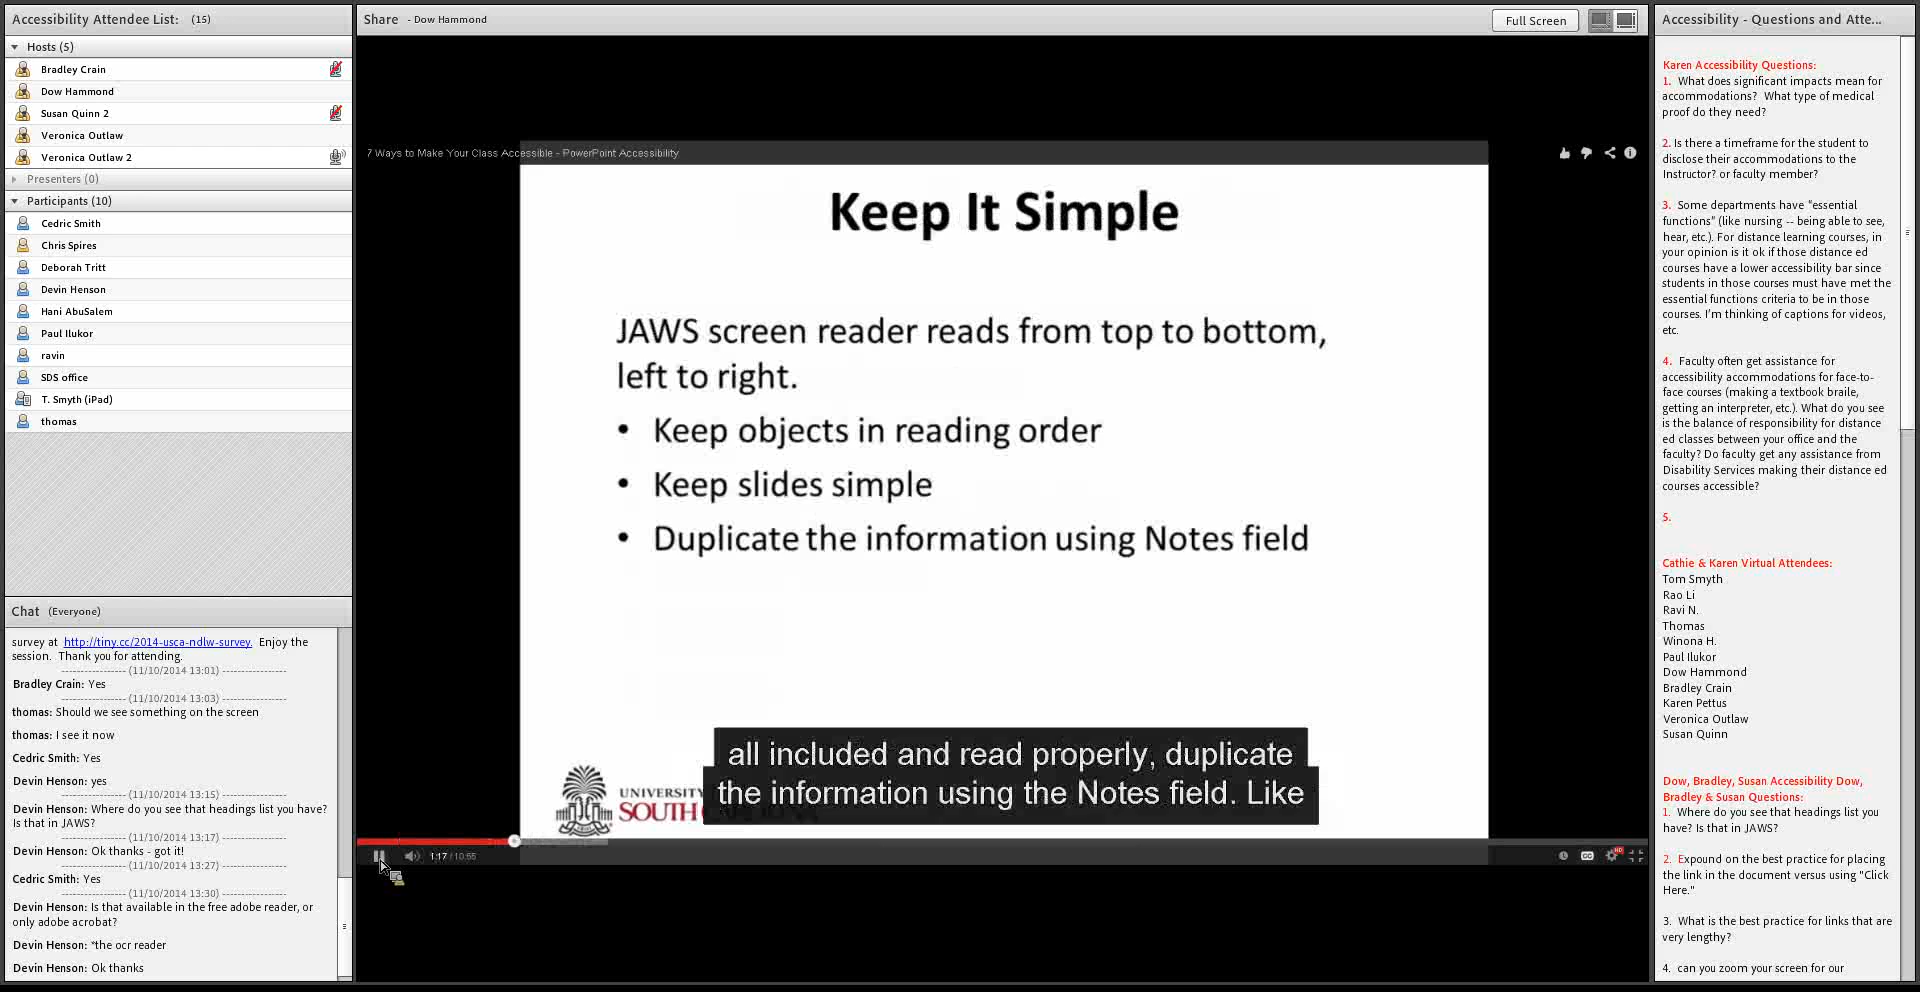 Accessibility Attendee List: (15)
Hosts (5)
Bradley Crain
Dow Hammond
Susan Quinn 2
Veronica Outlaw
Veronica Outlaw 2
Presenters (0)
Participants (10)
Cedric Smith
Chris Spires
Deborah Tritt
Devin Henson
Hani AbuSalem
Paul Ilukor
ravin
SDS office
T. Smyth (iPad)
thomas
Chat (Everyone)
survey at http://tiny.cc/2014-usca-ndlw-survey. Enjoy the
session. Thank you for attending.
------------------ (11/10/2014 13:01) ------------------
Bradley Crain: Yes
------------------ (11/10/2014 13:03) ------------------
thomas: Should we see something on the screen
thomas: I see it now
Cedric Smith: Yes
Devin Henson: yes
------------------ (11/10/2014 13:15) ------------------
Devin Henson: Where do you see that headings list you have?
Is that in JAWS?
------------------ (11/10/2014 13:17) ------------------
Devin Henson: Ok thanks - got it!
------------------ (11/10/2014 13:27) ------------------
Cedric Smith: Yes
------------------ (11/10/2014 13:30) ------------------
Devin Henson: Is that available in the free adobe reader, or
only adobe acrobat?
Devin Henson: *the ocr reader
Devin Henson: Ok thanks
Share - Dow Hammond
Full Screen
7 Ways to Make Your Class Accessible - PowerPoint Accessibility
Keep It Simple
JAWS screen reader reads from top to bottom,
left to right.
• Keep objects in reading order
• Keep slides simple
• Duplicate the information using Notes field
all included and read properly, duplicate
the information using the Notes field. Like
UNIVERSITY
SOUTH
1:17 / 10:55
CC
HD
Accessibility - Questions and Atte...
Karen Accessibility Questions:
1. What does significant impacts mean for
accommodations? What type of medical
proof do they need?
2. Is there a timeframe for the student to
disclose their accommodations to the
Instructor? or faculty member?
3. Some departments have "essential
functions" (like nursing -- being able to see,
hear, etc.). For distance learning courses, in
your opinion is it ok if those distance ed
courses have a lower accessibility bar since
students in those courses must have met the
essential functions criteria to be in those
courses. I'm thinking of captions for videos,
etc.
4. Faculty often get assistance for
accessibility accommodations for face-to-
face courses (making a textbook braile,
getting an interpreter, etc.). What do you see
is the balance of responsibility for distance
ed classes between your office and the
faculty? Do faculty get any assistance from
Disability Services making their distance ed
courses accessible?
5.
Cathie & Karen Virtual Attendees:
Tom Smyth
Rao Li
Ravi N.
Thomas
Winona H.
Paul Ilukor
Dow Hammond
Bradley Crain
Karen Pettus
Veronica Outlaw
Susan Quinn
Dow, Bradley, Susan Accessibility Dow,
Bradley & Susan Questions:
1. Where do you see that headings list you
have? Is that in JAWS?
2. Expound on the best practice for placing
the link in the document versus using "Click
Here."
3. What is the best practice for links that are
very lengthy?
4. can you zoom your screen for our